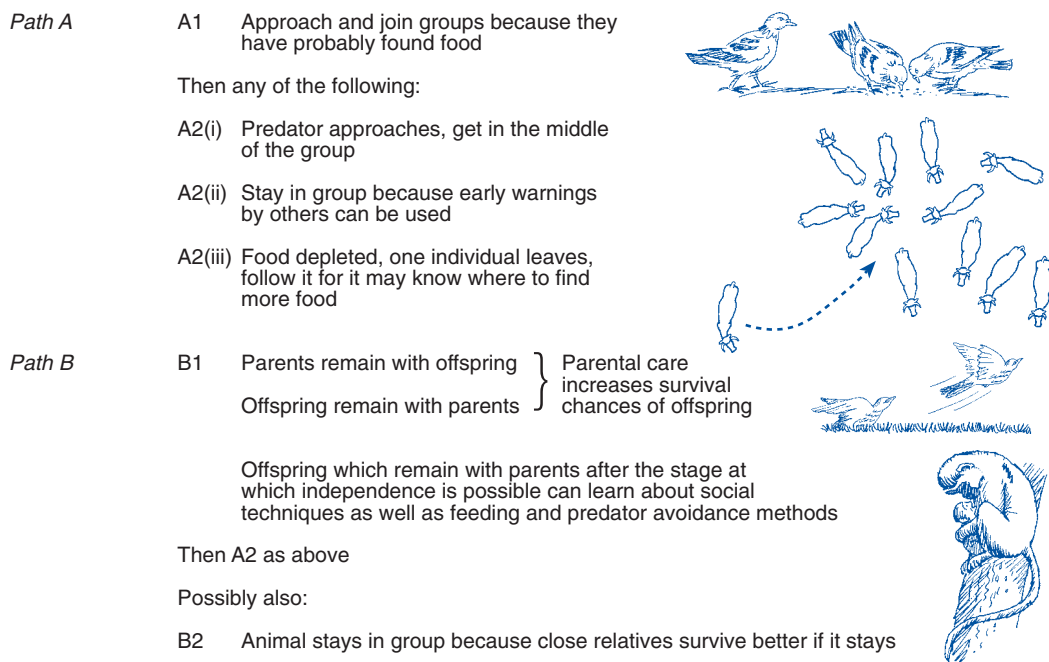 Path A A1 Approach and join groups because they
have probably found food
Then any of the following:
A2(i) Predator approaches, get in the middle
of the group
A2(ii) Stay in group because early warnings
by others can be used
A2(iii) Food depleted, one individual leaves,
follow it for it may know where to find
more food
Path B B1 Parents remain with offspring
Offspring remain with parents
} Parental care
increases survival
chances of offspring
Offspring which remain with parents after the stage at
which independence is possible can learn about social
techniques as well as feeding and predator avoidance methods
Then A2 as above
Possibly also:
B2 Animal stays in group because close relatives survive better if it stays